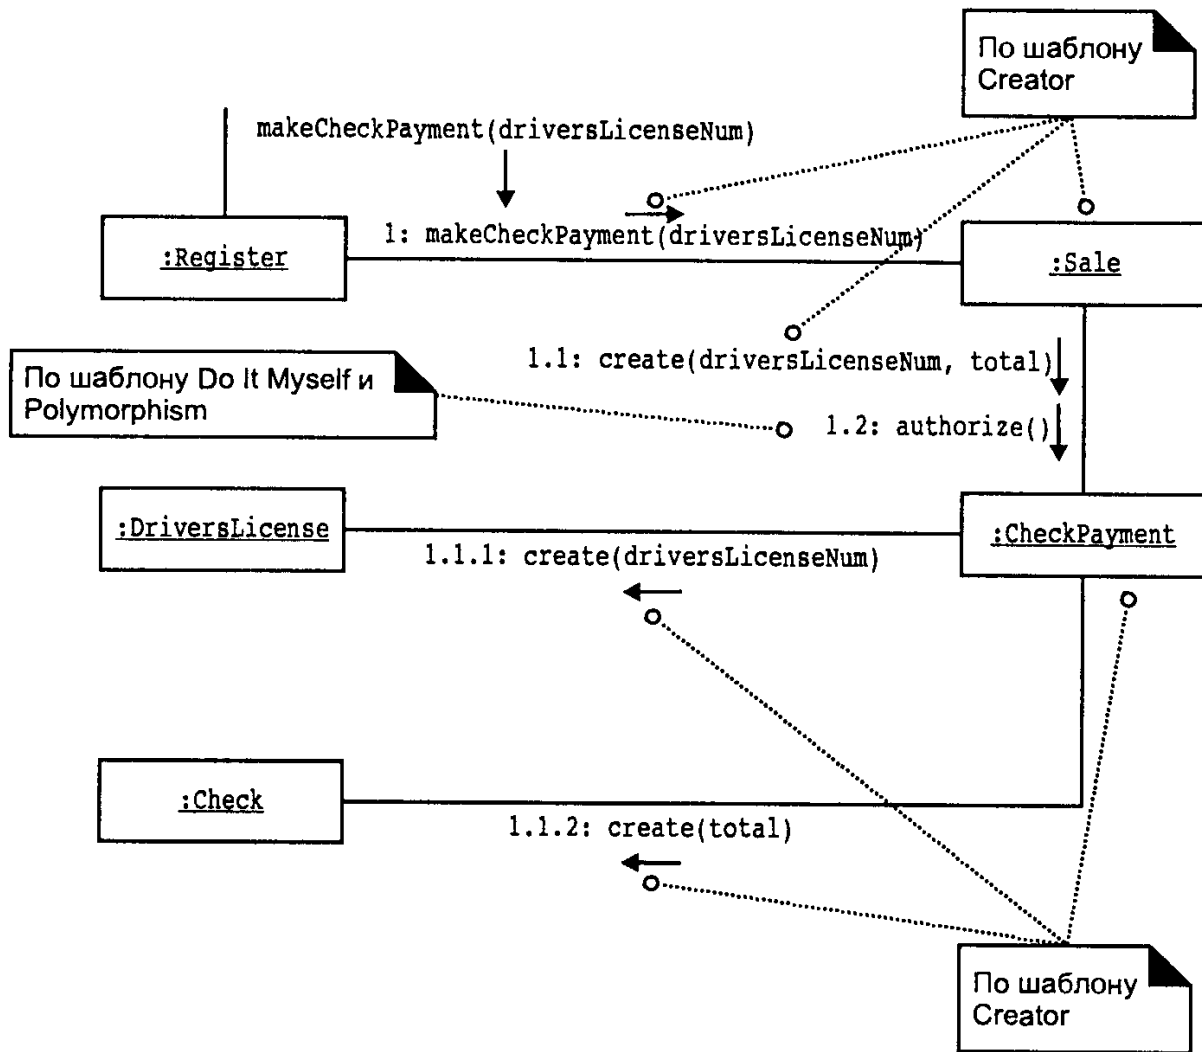 По шаблону
Creator
makeCheckPayment(driversLicenseNum)
1: makeCheckPayment(driversLicenseNum)
:Register
:Sale
1.1: create(driversLicenseNum, total)
По шаблону Do It Myself и
Polymorphism
1.2: authorize()
:DriversLicense
:CheckPayment
1.1.1: create(driversLicenseNum)
:Check
1.1.2: create(total)
По шаблону
Creator